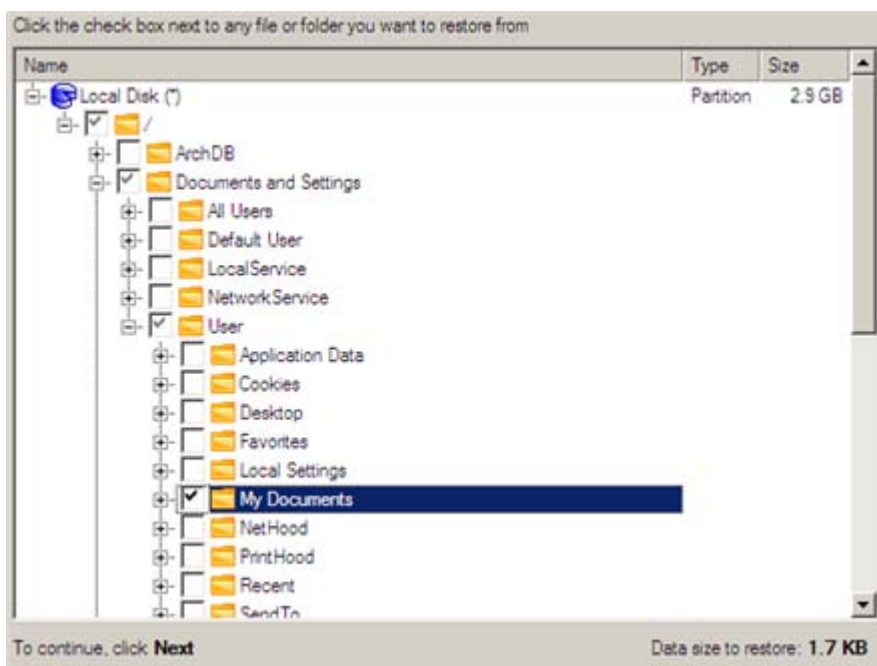 Click the check box next to any file or folder you want to restore from
Name Type Size
Local Disk (*) Partition 2.9 GB
/
ArchDB
Documents and Settings
All Users
Default User
LocalService
NetworkService
User
Application Data
Cookies
Desktop
Favorites
Local Settings
My Documents
NetHood
PrintHood
Recent
SendTo
To continue, click Next Data size to restore: 1.7 KB